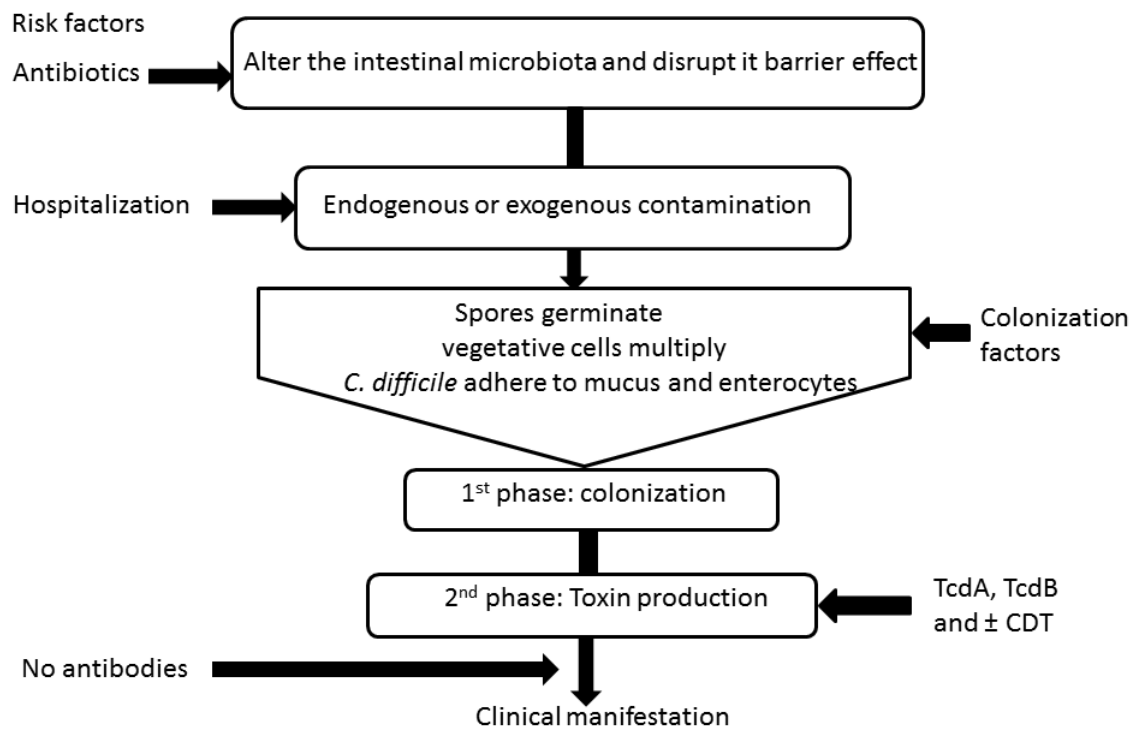 Risk factors
Alter the intestinal microbiota and disrupt it barrier effect
Antibiotics
Hospitalization
Endogenous or exogenous contamination
Spores germinate
vegetative cells multiply
C. difficile adhere to mucus and enterocytes
Colonization
factors
1st phase: colonization
2nd phase: Toxin production
TcdA, TcdB
and ± CDT
No antibodies
Clinical manifestation